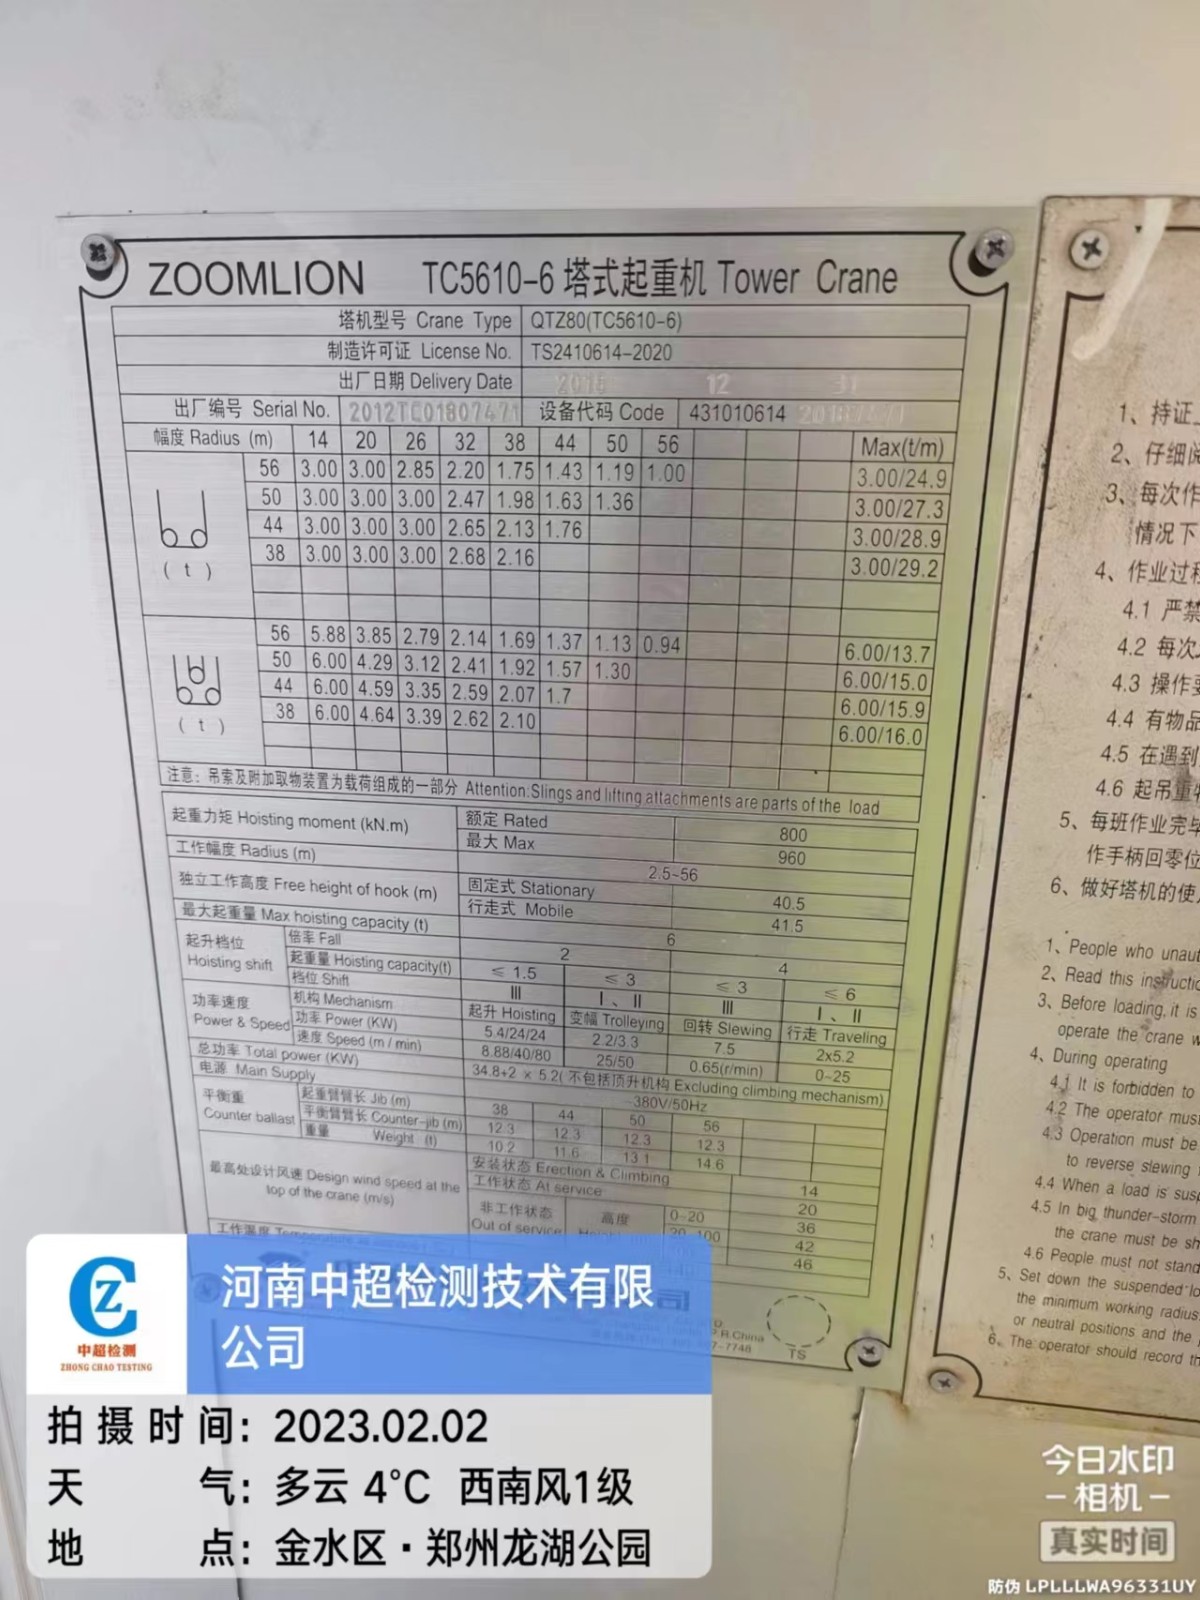 ZOOMLION TC5610-6 塔式起重机 Tower Crane
塔机型号 Crane Type QTZ80(TC5610-6)
制造许可证 License No. TS2410614-2020
出厂日期 Delivery Date 12 31
出厂编号 Serial No. 2012TC01807471 设备代码 Code 431010614
幅度 Radius (m) 14 20 26 32 38 44 50 56 Max(t/m)
56 3.00 3.00 2.85 2.20 1.75 1.43 1.19 1.00 3.00/24.9
50 3.00 3.00 3.00 2.47 1.98 1.63 1.36 3.00/27.3
44 3.00 3.00 3.00 2.65 2.13 1.76 3.00/28.9
38 3.00 3.00 3.00 2.68 2.16 3.00/29.2
( t )
56 5.88 3.85 2.79 2.14 1.69 1.37 1.13 0.94 6.00/13.7
50 6.00 4.29 3.12 2.41 1.92 1.57 1.30 6.00/15.0
44 6.00 4.59 3.35 2.59 2.07 1.7 6.00/15.9
38 6.00 4.64 3.39 2.62 2.10 6.00/16.0
( t )
注意：吊索及附加取物装置为载荷组成的一部分 Attention:Slings and lifting attachments are parts of the load
起重力矩 Hoisting moment (kN.m) 额定 Rated 800
最大 Max 960
工作幅度 Radius (m) 2.5~56
独立工作高度 Free height of hook (m) 固定式 Stationary 40.5
行走式 Mobile 41.5
最大起重量 Max hoisting capacity (t) 6
起升档位 Hoisting shift 倍率 Fall 2 4
起重量 Hoisting capacity(t) ≤ 1.5 ≤ 3 ≤ 3 ≤ 6
档位 Shift Ⅲ Ⅰ、Ⅱ Ⅲ Ⅰ、Ⅱ
功率速度 Power & Speed 机构 Mechanism 起升 Hoisting 变幅 Trolleying 回转 Slewing 行走 Traveling
功率 Power (KW) 5.4/24/24 2.2/3.3 7.5 2x5.2
速度 Speed (m / min) 8.88/40/80 25/50 0.65(r/min) 0~25
总功率 Total power (KW) 34.8+2 × 5.2( 不包括顶升机构 Excluding climbing mechanism)
电源 Main Supply ~380V/50Hz
平衡重 Counter ballast 起重臂臂长 Jib (m) 38 44 50 56
平衡臂臂长 Counter-jib (m) 12.3 12.3 12.3 12.3
重量 Weight (t) 10.2 11.6 13.1 14.6
最高处设计风速 Design wind speed at the top of the crane (m/s) 安装状态 Erection & Climbing 14
工作状态 At service 20
非工作状态 Out of service 高度 0~20 36
42
46
工作温度
TS
1、持证
2、仔细阅
3、每次作
情况下
4、作业过程
4.1 严禁
4.2 每次
4.3 操作要
4.4 有物品
4.5 在遇到
4.6 起吊重物
5、每班作业完毕
作手柄回零位
6、做好塔机的使
1、People who unaut
2、Read this instructio
3、Before loading,it is
operate the crane w
4、During operating
4.1 It is forbidden to
4.2 The operator must
4.3 Operation must be
to reverse slewing
4.4 When a load is susp
4.5 In big thunder-storm
the crane must be sh
4.6 People must not stand
5、Set down the suspended lo
the minimum working radius
or neutral positions and the
6、The operator should record th
CZ
中超检测
ZHONG CHAO TESTING
河南中超检测技术有限
公司
拍摄时间：2023.02.02
天气：多云 4℃ 西南风1级
地点：金水区·郑州龙湖公园
今日水印
-相机-
真实时间
防伪 LPLLLWA96331UY